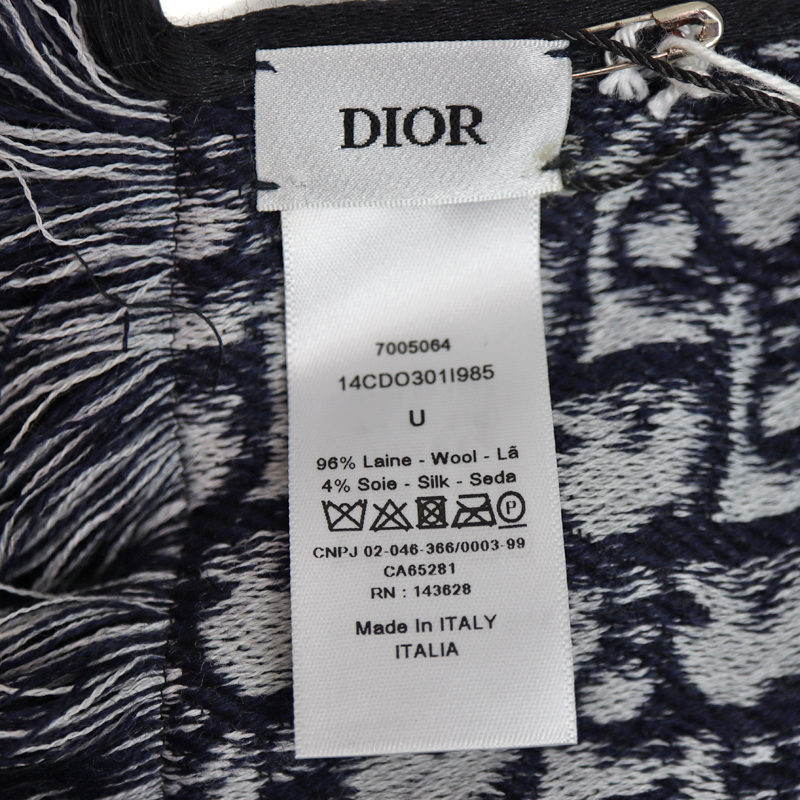 DIOR
7005064
14CDO301I985
U
96% Laine - Wool - Lã
4% Soie - Silk - Seda
P
CNPJ 02-046-366/0003-99
CA65281
RN : 143628
Made In ITALY
ITALIA